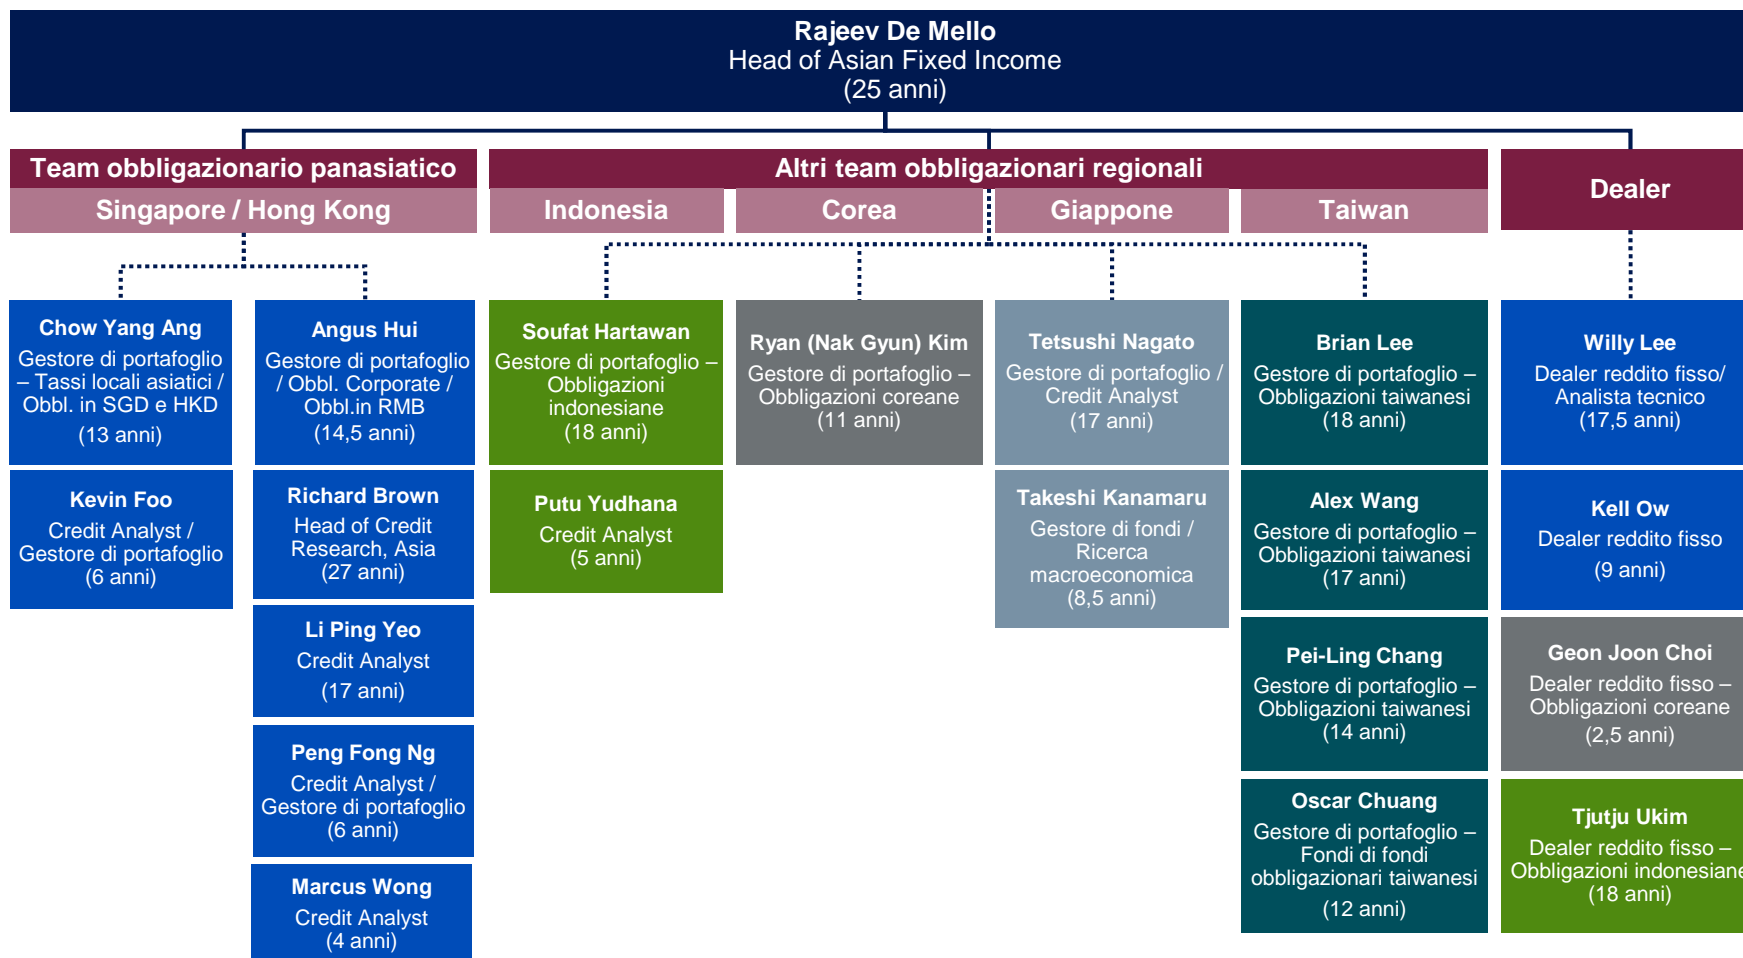 Rajeev De Mello
Head of Asian Fixed Income
(25 anni)
Team obbligazionario panasiatico
Singapore / Hong Kong
Altri team obbligazionari regionali
Indonesia
Corea
Giappone
Taiwan
Dealer
Chow Yang Ang
Gestore di portafoglio
– Tassi locali asiatici /
Obbl. in SGD e HKD
(13 anni)
Kevin Foo
Credit Analyst /
Gestore di portafoglio
(6 anni)
Angus Hui
Gestore di portafoglio
/ Obbl. Corporate /
Obbl.in RMB
(14,5 anni)
Richard Brown
Head of Credit
Research, Asia
(27 anni)
Li Ping Yeo
Credit Analyst
(17 anni)
Peng Fong Ng
Credit Analyst /
Gestore di portafoglio
(6 anni)
Marcus Wong
Credit Analyst
(4 anni)
Soufat Hartawan
Gestore di portafoglio –
Obbligazioni
indonesiane
(18 anni)
Putu Yudhana
Credit Analyst
(5 anni)
Ryan (Nak Gyun) Kim
Gestore di portafoglio –
Obbligazioni coreane
(11 anni)
Tetsushi Nagato
Gestore di portafoglio /
Credit Analyst
(17 anni)
Takeshi Kanamaru
Gestore di fondi /
Ricerca
macroeconomica
(8,5 anni)
Brian Lee
Gestore di portafoglio –
Obbligazioni taiwanesi
(18 anni)
Alex Wang
Gestore di portafoglio –
Obbligazioni taiwanesi
(17 anni)
Pei-Ling Chang
Gestore di portafoglio –
Obbligazioni taiwanesi
(14 anni)
Oscar Chuang
Gestore di portafoglio –
Fondi di fondi
obbligazionari taiwanesi
(12 anni)
Willy Lee
Dealer reddito fisso/
Analista tecnico
(17,5 anni)
Kell Ow
Dealer reddito fisso
(9 anni)
Geon Joon Choi
Dealer reddito fisso –
Obbligazioni coreane
(2,5 anni)
Tjutju Ukim
Dealer reddito fisso –
Obbligazioni indonesiane
(18 anni)